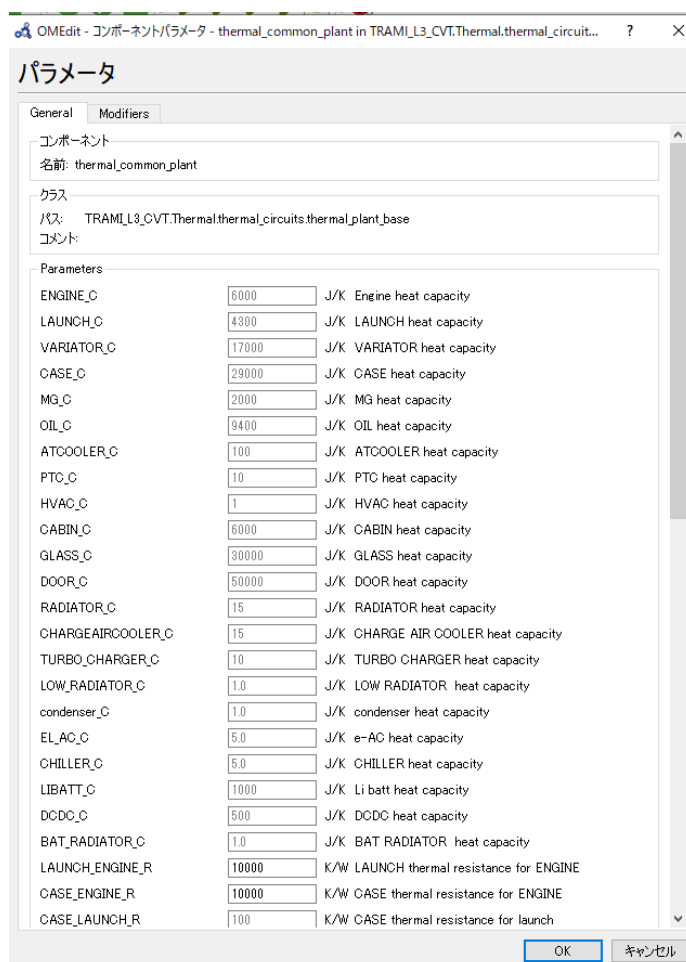 OMEdit - コンポーネントパラメータ - thermal_common_plant in TRAMI_L3_CVT.Thermal.thermal_circuit... ?
パラメータ
General Modifiers
コンポーネント
名前: thermal_common_plant
クラス
パス: TRAMI_L3_CVT.Thermal.thermal_circuits.thermal_plant_base
コメント:
Parameters
ENGINE_C 6000 J/K Engine heat capacity
LAUNCH_C 4300 J/K LAUNCH heat capacity
VARIATOR_C 17000 J/K VARIATOR heat capacity
CASE_C 29000 J/K CASE heat capacity
MG_C 2000 J/K MG heat capacity
OIL_C 9400 J/K OIL heat capacity
ATCOOLER_C 100 J/K ATCOOLER heat capacity
PTC_C 10 J/K PTC heat capacity
HVAC_C 1 J/K HVAC heat capacity
CABIN_C 6000 J/K CABIN heat capacity
GLASS_C 30000 J/K GLASS heat capacity
DOOR_C 50000 J/K DOOR heat capacity
RADIATOR_C 15 J/K RADIATOR heat capacity
CHARGEAIRCOOLER_C 15 J/K CHARGE AIR COOLER heat capacity
TURBO_CHARGER_C 10 J/K TURBO CHARGER heat capacity
LOW_RADIATOR_C 1.0 J/K LOW RADIATOR heat capacity
condenser_C 1.0 J/K condenser heat capacity
EL_AC_C 5.0 J/K e-AC heat capacity
CHILLER_C 5.0 J/K CHILLER heat capacity
LIBATT_C 1000 J/K Li batt heat capacity
DCDC_C 500 J/K DCDC heat capacity
BAT_RADIATOR_C 1.0 J/K BAT RADIATOR heat capacity
LAUNCH_ENGINE_R 10000 K/W LAUNCH thermal resistance for ENGINE
CASE_ENGINE_R 10000 K/W CASE thermal resistance for ENGINE
CASE_LAUNCH_R 100 K/W CASE thermal resistance for launch
OK キャンセル